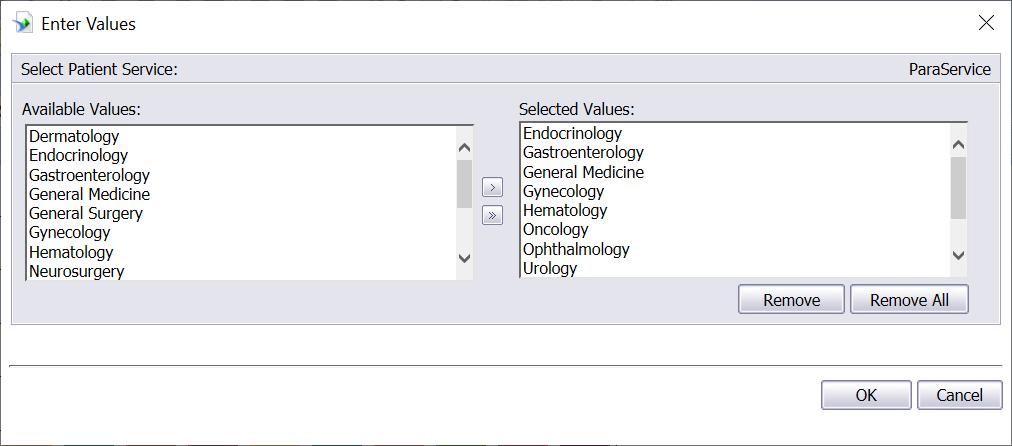 Enter Values
Select Patient Service: ParaService
Available Values:
Dermatology
Endocrinology
Gastroenterology
General Medicine
General Surgery
Gynecology
Hematology
Neurosurgery
Selected Values:
Endocrinology
Gastroenterology
General Medicine
Gynecology
Hematology
Oncology
Ophthalmology
Urology
Remove Remove All
OK Cancel